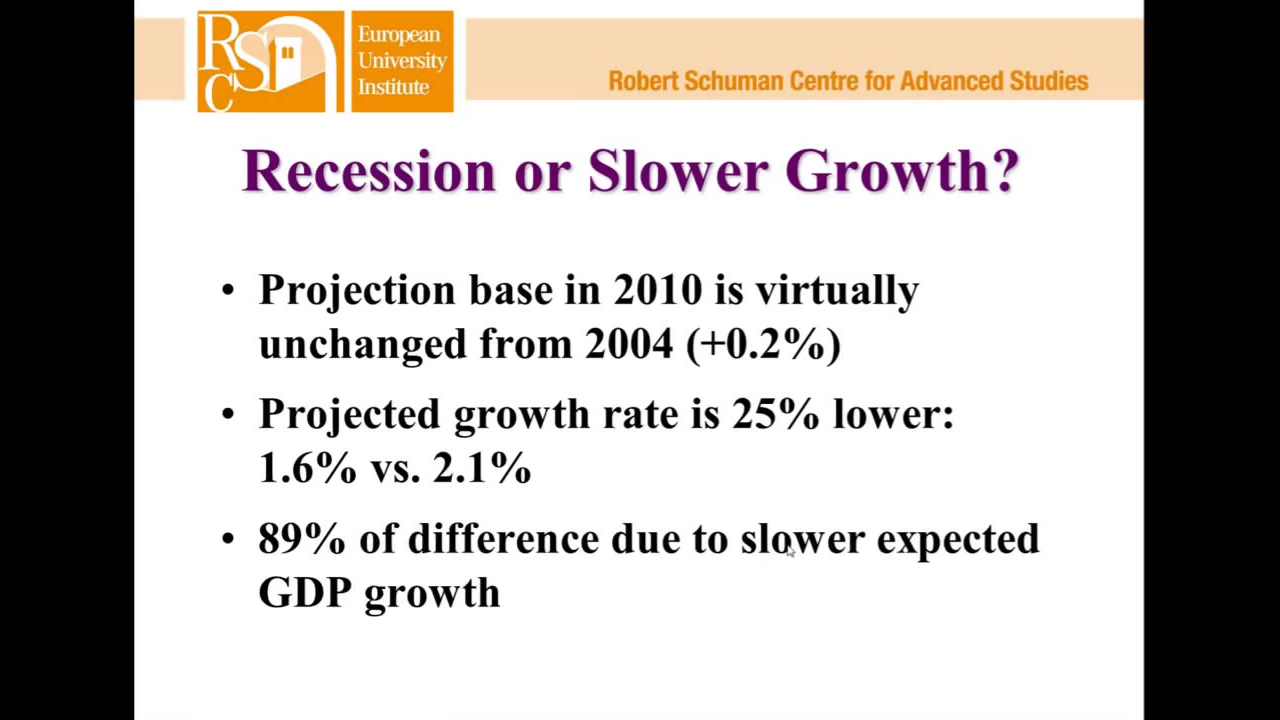 RSC
European
University
Institute
Robert Schuman Centre for Advanced Studies
Recession or Slower Growth?
• Projection base in 2010 is virtually
unchanged from 2004 (+0.2%)
• Projected growth rate is 25% lower:
1.6% vs. 2.1%
• 89% of difference due to slower expected
GDP growth